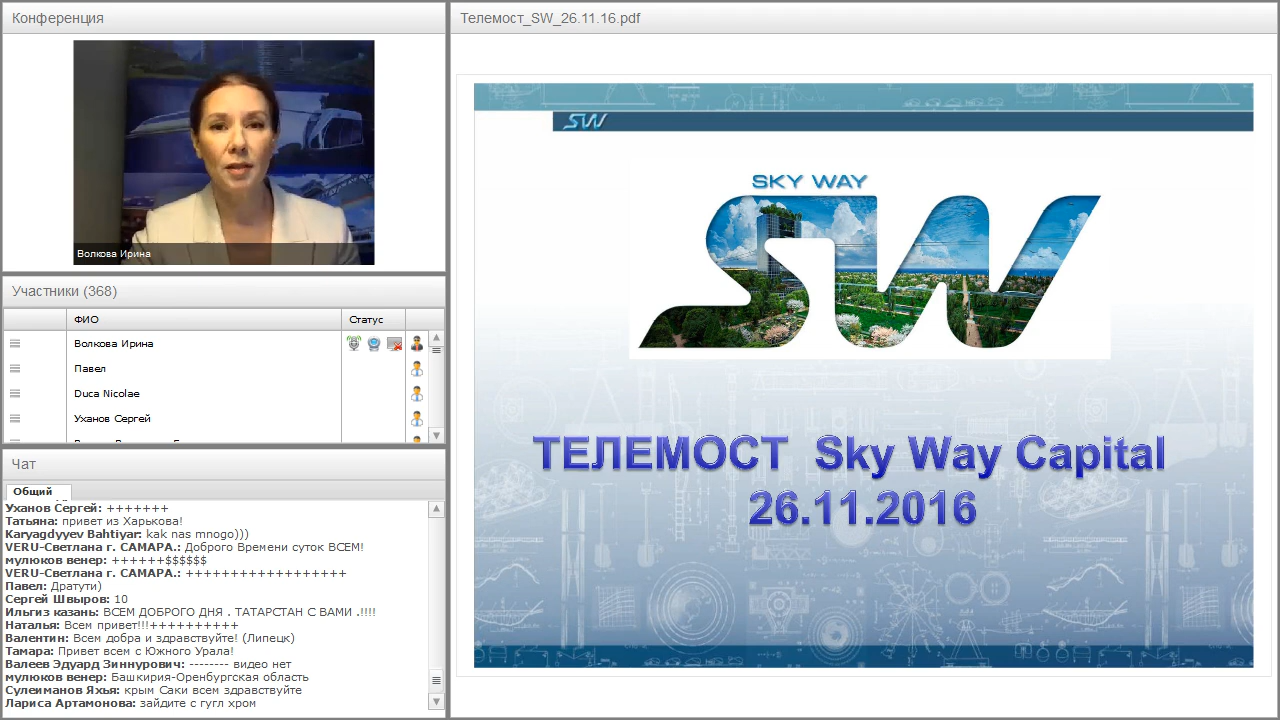 Конференция
Волкова Ирина
Участники (368)
ФИО
Статус
Волкова Ирина
Павел
Duca Nicolae
Уханов Сергей
Чат
Общий
Уханов Сергей: +++++++
Татьяна: привет из Харькова!
Karyagdyyev Bahtiyar: kak nas mnogo)))
VERU-Светлана г. САМАРА.: Доброго Времени суток ВСЕМ!
мулюков венер: ++++++$$$$$$
VERU-Светлана г. САМАРА.: ++++++++++++++++++
Павел: Дратути)
Сергей Швыров: 10
Ильгиз казань: ВСЕМ ДОБРОГО ДНЯ . ТАТАРСТАН С ВАМИ .!!!!
Наталья: Всем привет!!!++++++++++
Валентин: Всем добра и здравствуйте! (Липецк)
Тамара: Привет всем с Южного Урала!
Валеев Эдуард Зиннурович: -------- видео нет
мулюков венер: Башкирия-Оренбургская область
Сулеиманов Яхья: крым Саки всем здравствуйте
Лариса Артамонова: зайдите с гугл хром
Телемост_SW_26.11.16.pdf
SW
SKY WAY
SW
ТЕЛЕМОСТ Sky Way Capital
26.11.2016